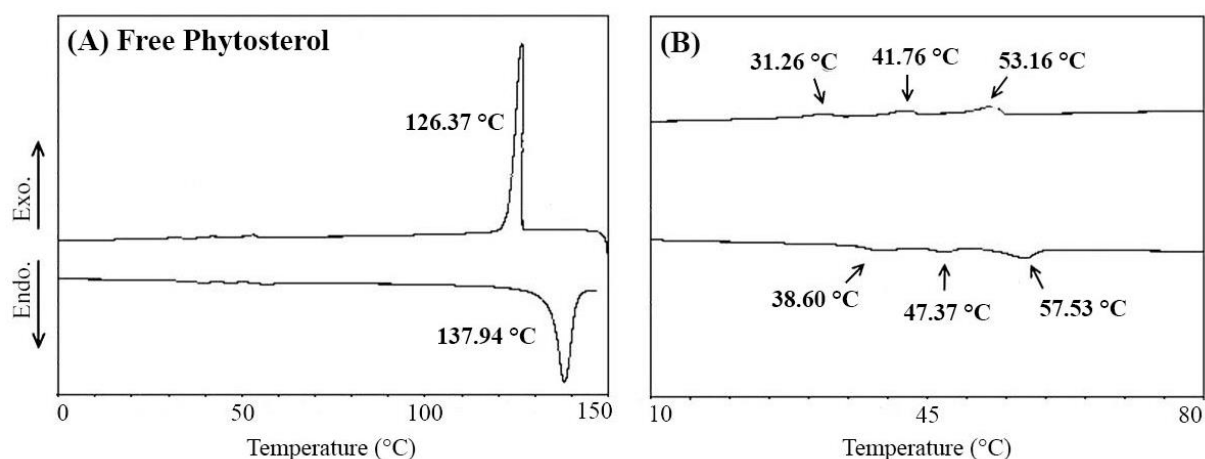 (A) Free Phytosterol
126.37 °C
137.94 °C
Exo.
Endo.
0 50 100 150
Temperature (°C)
(B)
31.26 °C 41.76 °C 53.16 °C
38.60 °C 47.37 °C 57.53 °C
10 45 80
Temperature (°C)